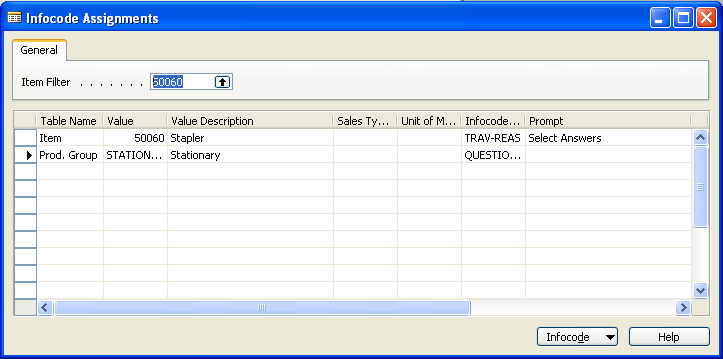 Infocode Assignments
General
Item Filter . . . . . . . 50060
Table Name Value Value Description Sales Ty... Unit of M... Infocode... Prompt
Item 50060 Stapler TRAV-REAS Select Answers
Prod. Group STATION... Stationary QUESTIO...
Infocode Help